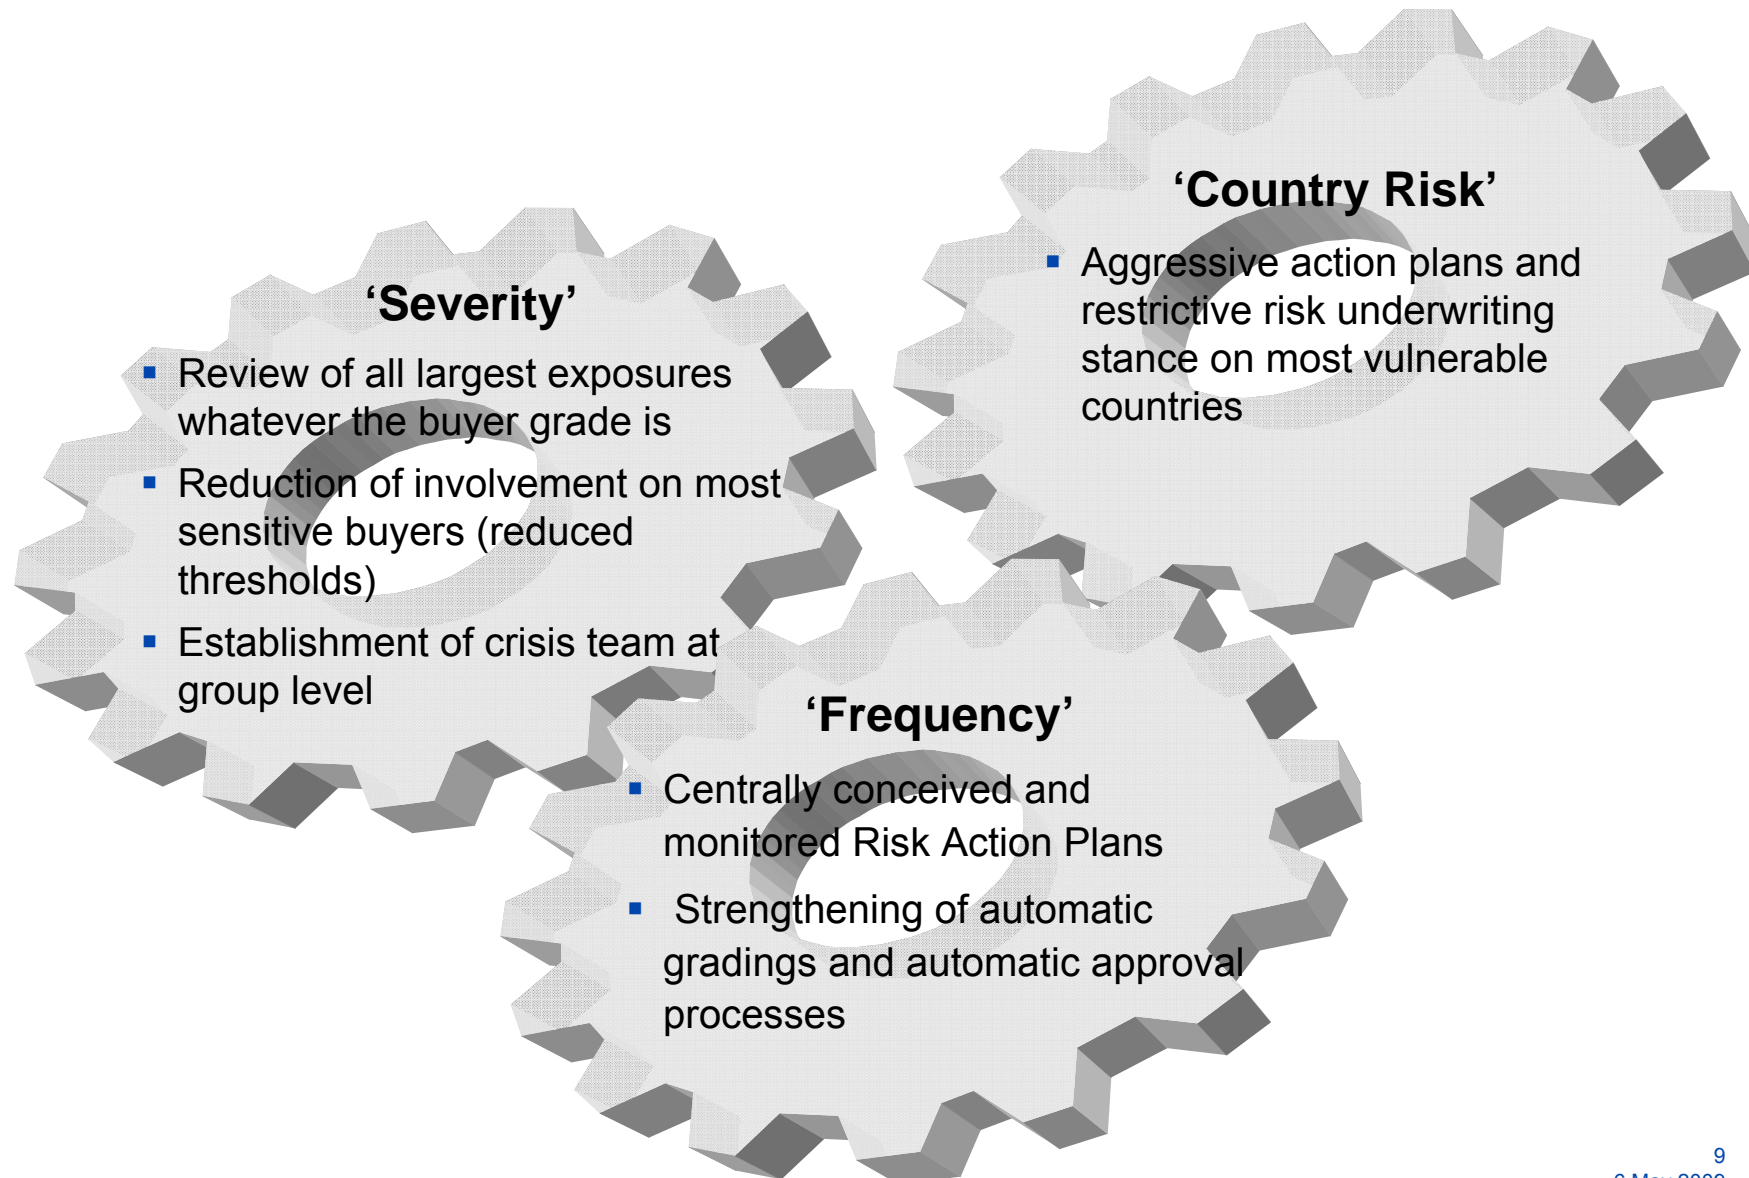 ‘Country Risk’
▪ Aggressive action plans and
restrictive risk underwriting
stance on most vulnerable
countries
‘Severity’
▪ Review of all largest exposures
whatever the buyer grade is
▪ Reduction of involvement on most
sensitive buyers (reduced
thresholds)
▪ Establishment of crisis team at
group level
‘Frequency’
▪ Centrally conceived and
monitored Risk Action Plans
▪ Strengthening of automatic
gradings and automatic approval
processes
9